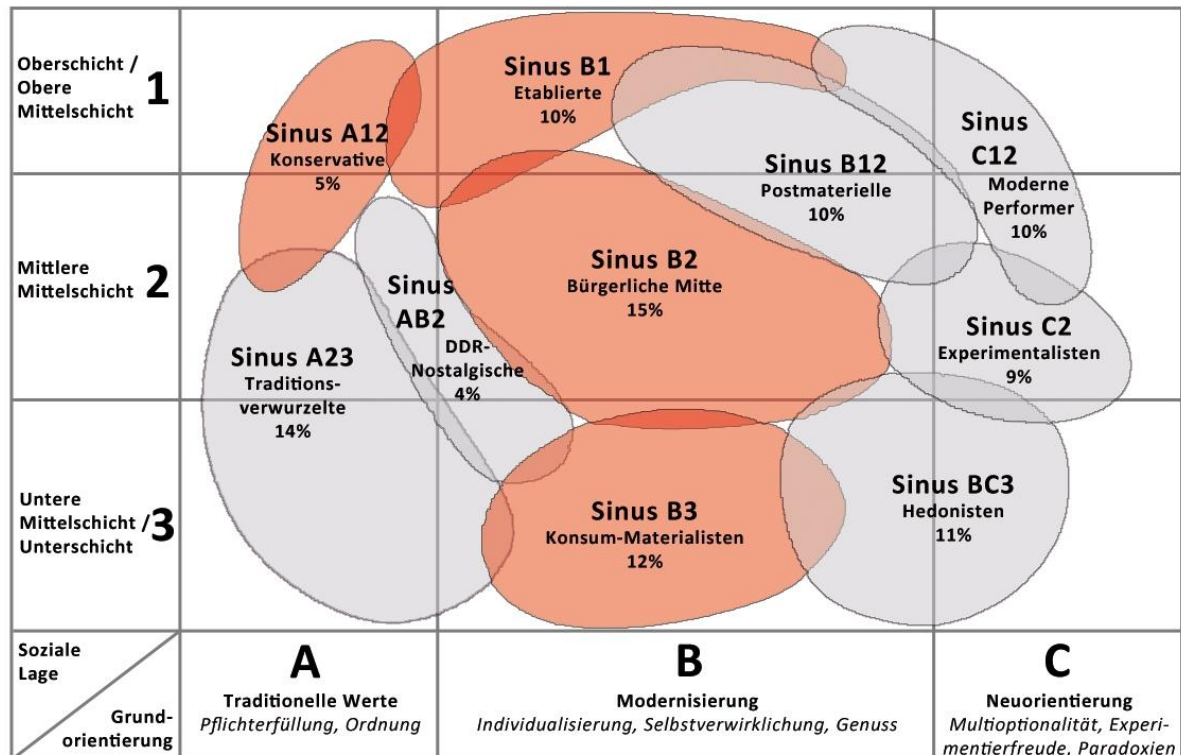 Oberschicht /
Obere
Mittelschicht
1
Sinus B1
Etablierte
10%
Sinus A12
Konservative
5%
Sinus B12
Postmaterielle
10%
Sinus
C12
Moderne
Performer
10%
Mittlere
Mittelschicht
2
Sinus B2
Bürgerliche Mitte
15%
Sinus
AB2
DDR-
Nostalgische
4%
Sinus A23
Traditions-
verwurzelte
14%
Sinus C2
Experimentalisten
9%
Untere
Mittelschicht /
Unterschicht
3
Sinus B3
Konsum-Materialisten
12%
Sinus BC3
Hedonisten
11%
Soziale
Lage
Grund-
orientierung
A
Traditionelle Werte
Pflichterfüllung, Ordnung
B
Modernisierung
Individualisierung, Selbstverwirklichung, Genuss
C
Neuorientierung
Multioptionalität, Experi-
mentierfreude, Paradoxien